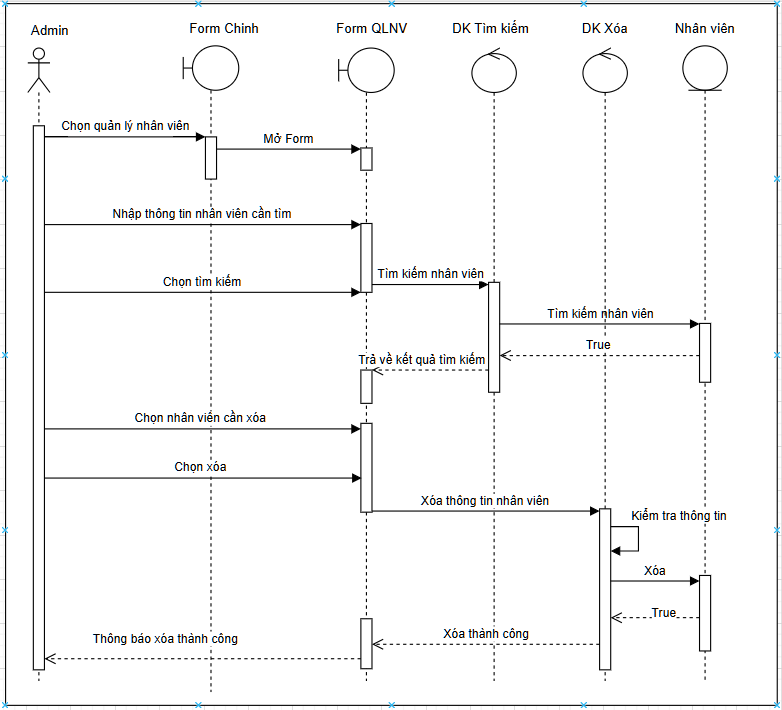 Admin
Form Chính
Form QLNV
DK Tìm kiếm
DK Xóa
Nhân viên
Chọn quản lý nhân viên
Mở Form
Nhập thông tin nhân viên cần tìm
Chọn tìm kiếm
Tìm kiếm nhân viên
Tìm kiếm nhân viên
True
Trả về kết quả tìm kiếm
Chọn nhân viên cần xóa
Chọn xóa
Xóa thông tin nhân viên
Kiểm tra thông tin
Xóa
True
Xóa thành công
Thông báo xóa thành công